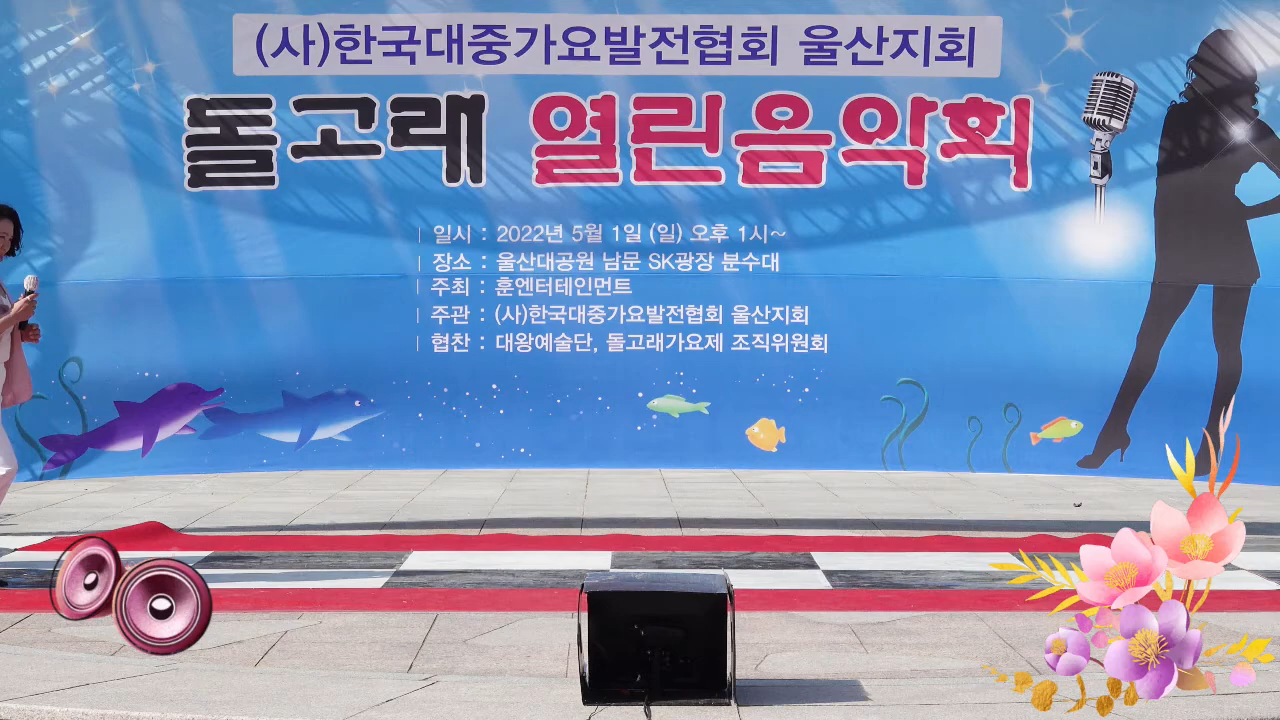 (사)한국대중가요발전협회 울산지회
돌고래 열린음악회
일시 : 2022년 5월 1일 (일) 오후 1시~
장소 : 울산대공원 남문 SK광장 분수대
주최 : 훈엔터테인먼트
주관 : (사)한국대중가요발전협회 울산지회
협찬 : 대왕예술단, 돌고래가요제 조직위원회